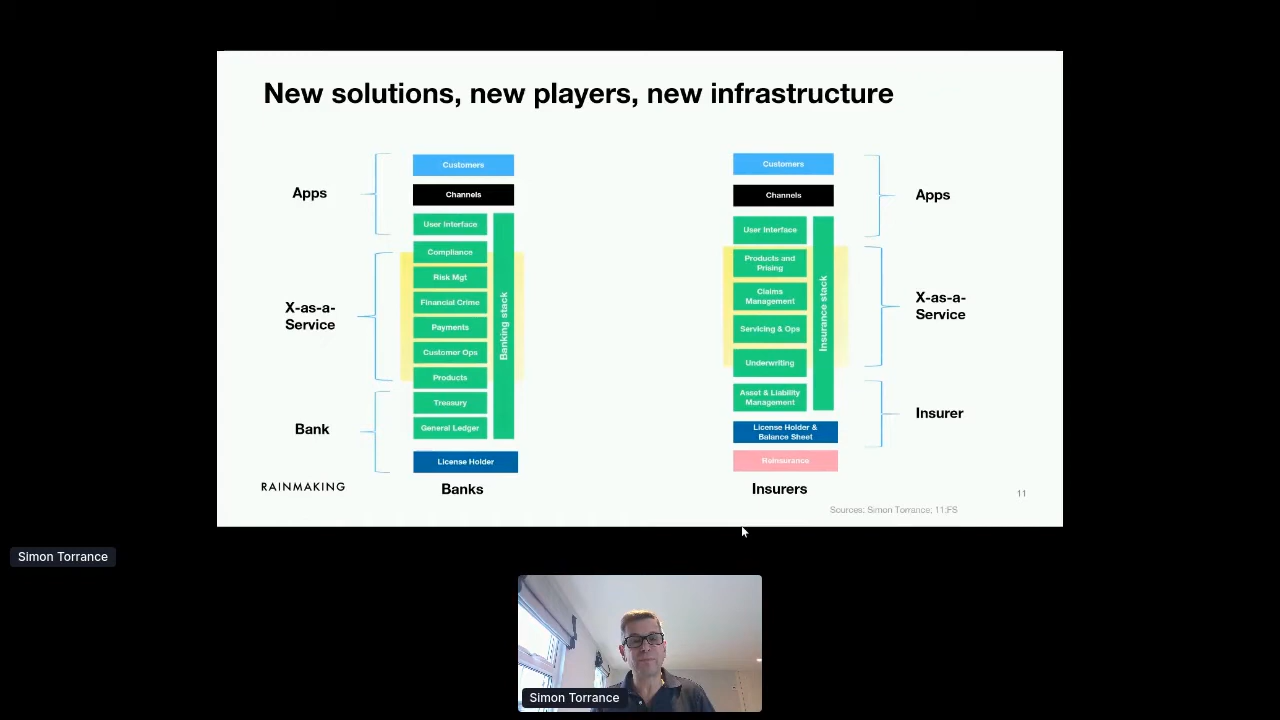 New solutions, new players, new infrastructure
Apps
X-as-a-
Service
Bank
Customers
Channels
User Interface
Compliance
Risk Mgt
Financial Crime
Payments
Customer Ops
Products
Treasury
General Ledger
Banking stack
License Holder
Banks
Customers
Channels
User Interface
Products and
Prising
Claims
Management
Servicing & Ops
Underwriting
Asset & Liability
Management
Insurance stack
License Holder &
Balance Sheet
Reinsurance
Insurers
Apps
X-as-a-
Service
Insurer
RAINMAKING
11
Sources: Simon Torrance; 11:FS
Simon Torrance
Simon Torrance